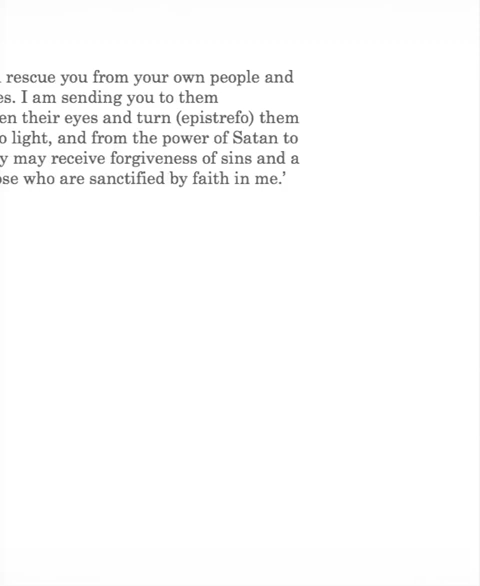 rescue you from your own people and
es. I am sending you to them
en their eyes and turn (epistrefo) them
o light, and from the power of Satan to
y may receive forgiveness of sins and a
ose who are sanctified by faith in me.’